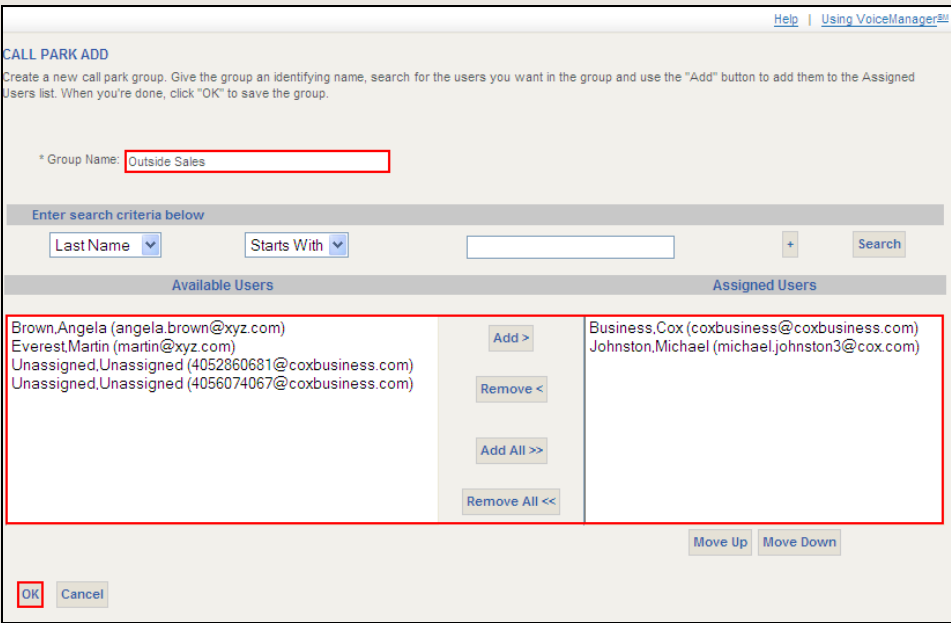 Help | Using VoiceManager℠
CALL PARK ADD
Create a new call park group. Give the group an identifying name, search for the users you want in the group and use the "Add" button to add them to the Assigned
Users list. When you're done, click "OK" to save the group.
* Group Name: Outside Sales
Enter search criteria below
Last Name Starts With + Search
Available Users Assigned Users
Brown,Angela (angela.brown@xyz.com)
Everest,Martin (martin@xyz.com)
Unassigned,Unassigned (4052860681@coxbusiness.com)
Unassigned,Unassigned (4056074067@coxbusiness.com)
Add >
Remove <
Add All >>
Remove All <<
Business,Cox (coxbusiness@coxbusiness.com)
Johnston,Michael (michael.johnston3@cox.com)
Move Up Move Down
OK Cancel